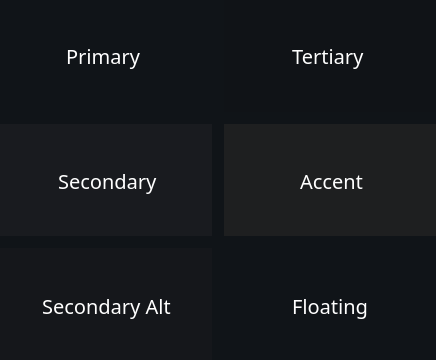 Primary
Tertiary
Secondary
Accent
Secondary Alt
Floating